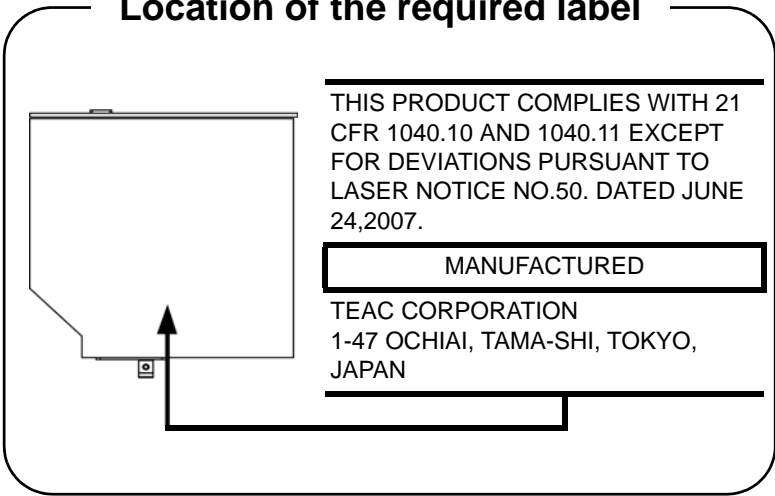 Location of the required label
THIS PRODUCT COMPLIES WITH 21
CFR 1040.10 AND 1040.11 EXCEPT
FOR DEVIATIONS PURSUANT TO
LASER NOTICE NO.50. DATED JUNE
24,2007.
MANUFACTURED
TEAC CORPORATION
1-47 OCHIAI, TAMA-SHI, TOKYO,
JAPAN